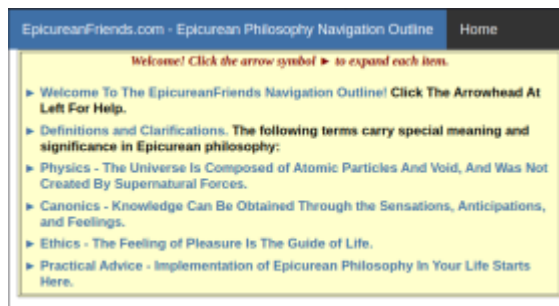 EpicureanFriends.com - Epicurean Philosophy Navigation Outline Home
Welcome! Click the arrow symbol ► to expand each item.
► Welcome To The EpicureanFriends Navigation Outline! Click The Arrowhead At
Left For Help.
► Definitions and Clarifications. The following terms carry special meaning and
significance in Epicurean philosophy:
► Physics - The Universe Is Composed of Atomic Particles And Void, And Was Not
Created By Supernatural Forces.
► Canonics - Knowledge Can Be Obtained Through the Sensations, Anticipations,
and Feelings.
► Ethics - The Feeling of Pleasure Is The Guide of Life.
► Practical Advice - Implementation of Epicurean Philosophy In Your Life Starts
Here.